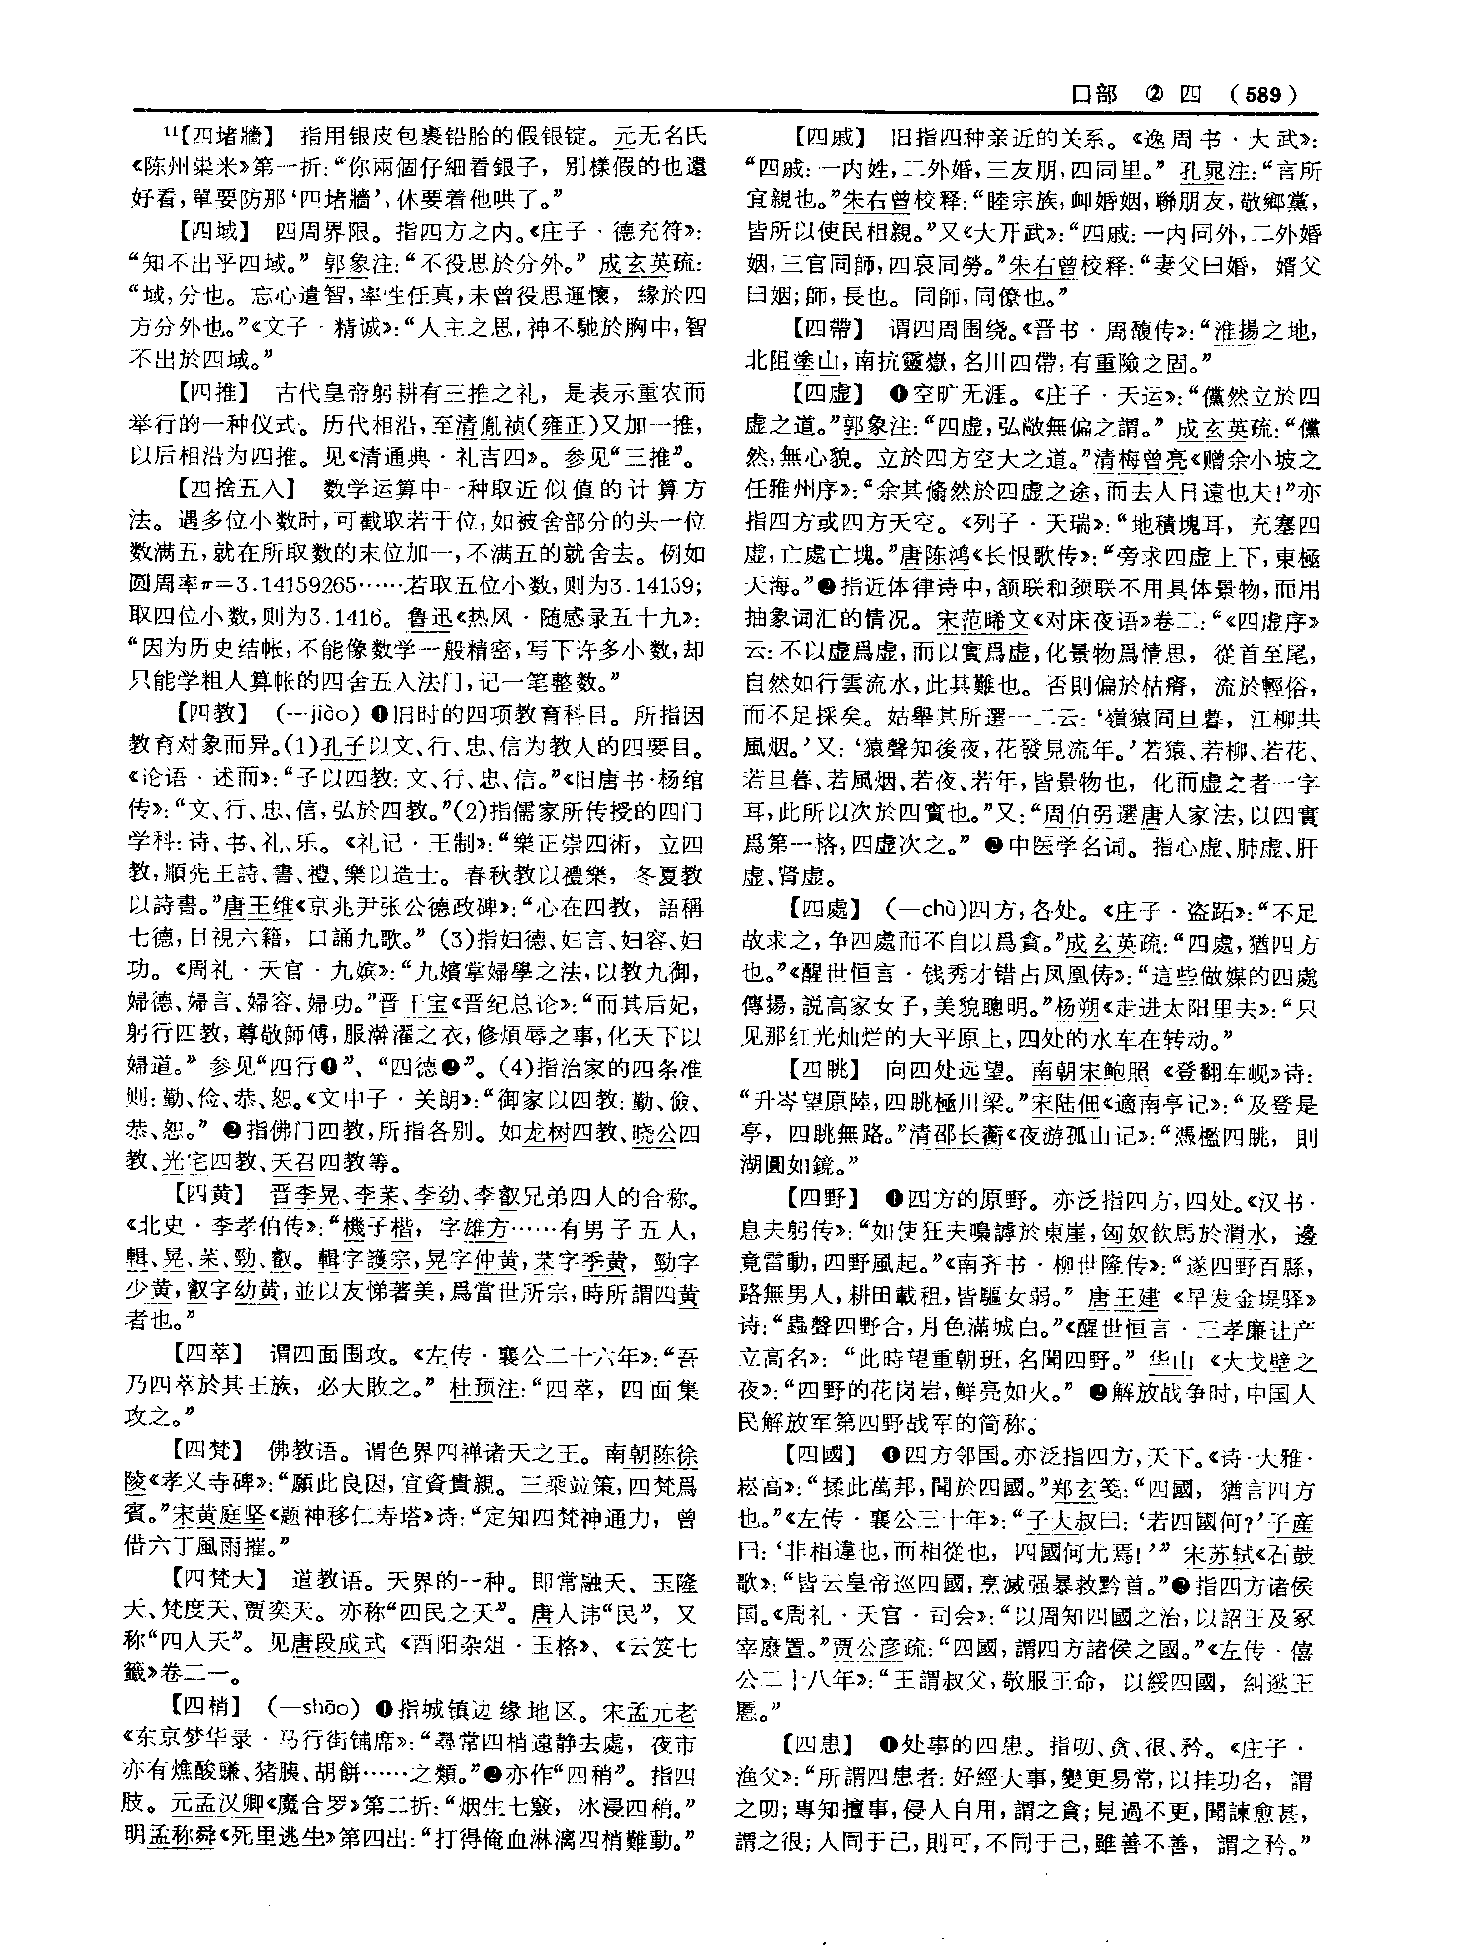 口部 ② 四 （589）
¹¹【四堵牆】 指用银皮包裹铅胎的假银锭。元无名氏
《陈州粜米》第一折：“你兩個仔細看銀子，别樣假的也還
好看，單要防那‘四堵牆’，休要着他哄了。”
【四域】 四周界限。指四方之内。《庄子·德充符》：
“知不出乎四域。”郭象注：“不役思於分外。”成玄英疏：
“域，分也。忘心遣智，率性任真，未曾役思運懷，緣於四
方分外也。”《文子·精诚》：“人主之思，神不馳於胸中，智
不出於四域。”
【四推】 古代皇帝躬耕有三推之礼，是表示重农而
举行的一种仪式。历代相沿，至清胤祯（雍正）又加一推，
以后相沿为四推。见《清通典·礼吉四》。参见“三推”。
【四捨五入】 数学运算中一种取近似值的计算方
法。遇多位小数时，可截取若干位，如被舍部分的头一位
数满五，就在所取数的末位加一，不满五的就舍去。例如
圆周率π=3.14159265……若取五位小数，则为3.14159；
取四位小数，则为3.1416。鲁迅《热风·随感录五十九》：
“因为历史结帐，不能像数学一般精密，写下许多小数，却
只能学粗人算帐的四舍五入法门，记一笔整数。”
【四教】 （—jiào）❶旧时的四项教育科目。所指因
教育对象而异。(1)孔子以文、行、忠、信为教人的四要目。
《论语·述而》：“子以四教：文、行、忠、信。”《旧唐书·杨绾
传》：“文、行、忠、信，弘於四教。”(2)指儒家所传授的四门
学科：诗、书、礼、乐。《礼记·王制》：“樂正崇四術，立四
教，順先王詩、書、禮、樂以造士。春秋教以禮樂，冬夏教
以詩書。”唐王维《京兆尹张公德政碑》：“心在四教，語稱
七德，目視六籍，口誦九歌。”(3)指妇德、妇言、妇容、妇
功。《周礼·天官·九嫔》：“九嬪掌婦學之法，以教九御，
婦德、婦言、婦容、婦功。”晋干宝《晋纪总论》：“而其后妃，
躬行四教，尊敬師傅，服澣濯之衣，修煩辱之事，化天下以
婦道。”参见“四行❶”、“四德❷”。(4)指治家的四条准
则：勤、俭、恭、恕。《文中子·关朗》：“御家以四教：勤、儉、
恭、恕。”❷指佛门四教，所指各别。如龙树四教、晓公四
教、光宅四教、天召四教等。
【四黄】 晋李晃、李棻、李劲、李叡兄弟四人的合称。
《北史·李孝伯传》：“機子楷，字雄方……有男子五人，
輯、晃、棻、勁、叡。輯字護宗，晃字仲黄，棻字季黄，勁字
少黄，叡字幼黄，並以友悌著美，爲當世所宗，時所謂四黄
者也。”
【四萃】 谓四面围攻。《左传·襄公二十六年》：“吾
乃四萃於其王族，必大敗之。”杜预注：“四萃，四面集
攻之。”
【四梵】 佛教语。谓色界四禅诸天之王。南朝陈徐
陵《孝义寺碑》：“願此良因，宜資貴親。三乘竝策，四梵爲
賓。”宋黄庭坚《题神移仁寿塔》诗：“定知四梵神通力，曾
借六丁風雨摧。”
【四梵天】 道教语。天界的一种。即常融天、玉隆
天、梵度天、贾奕天。亦称“四民之天”。唐人讳“民”，又
称“四人天”。见唐段成式《酉阳杂俎·玉格》、《云笈七
籤》卷二一。
【四梢】 （—shāo）❶指城镇边缘地区。宋孟元老
《东京梦华录·马行街铺席》：“尋常四梢遠静去處，夜市
亦有燋酸豏、猪胰、胡餅……之類。”❷亦作“四稍”。指四
肢。元孟汉卿《魔合罗》第二折：“烟生七竅，冰浸四稍。”
明孟称舜《死里逃生》第四出：“打得俺血淋漓四梢難動。”
【四戚】 旧指四种亲近的关系。《逸周书·大武》：
“四戚：一内姓，二外婚，三友朋，四同里。”孔晁注：“言所
宜親也。”朱右曾校释：“睦宗族，衈婚姻，聯朋友，敬鄉黨，
皆所以使民相親。”又《大开武》：“四戚：一内同外，二外婚
姻，三官同師，四哀同勞。”朱右曾校释：“妻父曰婚，婿父
曰姻；師，長也。同師，同僚也。”
【四帶】 谓四周围绕。《晋书·周馥传》：“淮揚之地，
北阻塗山，南抗靈嶽，名川四帶，有重險之固。”
【四虚】 ❶空旷无涯。《庄子·天运》：“儻然立於四
虚之道。”郭象注：“四虚，弘敞無偏之謂。”成玄英疏：“儻
然，無心貌。立於四方空大之道。”清梅曾亮《赠余小坡之
任雅州序》：“余其翛然於四虚之途，而去人日遠也夫！”亦
指四方或四方天空。《列子·天瑞》：“地積塊耳，充塞四
虚，亡處亡塊。”唐陈鸿《长恨歌传》：“旁求四虚上下，東極
天海。”❷指近体律诗中，颔联和颈联不用具体景物，而用
抽象词汇的情况。宋范晞文《对床夜语》卷二：“《四虚序》
云：不以虚爲虚，而以實爲虚，化景物爲情思，從首至尾，
自然如行雲流水，此其難也。否則偏於枯瘠，流於輕俗，
而不足採矣。姑舉其所選一二云：‘嶺猿同旦暮，江柳共
風烟。’又：‘猿聲知後夜，花發見流年。’若猿、若柳、若花、
若旦暮、若風烟、若夜、若年，皆景物也，化而虚之者一字
耳，此所以次於四實也。”又：“周伯弜選唐人家法，以四實
爲第一格，四虚次之。”❷中医学名词。指心虚、肺虚、肝
虚、肾虚。
【四處】 （—chù）四方，各处。《庄子·盗跖》：“不足
故求之，争四處而不自以爲貪。”成玄英疏：“四處，猶四方
也。”《醒世恒言·钱秀才错占凤凰俦》：“這些做媒的四處
傳揚，説高家女子，美貌聰明。”杨朔《走进太阳里去》：“只
见那红光灿烂的大平原上，四处的水车在转动。”
【四眺】 向四处远望。南朝宋鲍照《登翻车岘》诗：
“升岑望原陸，四眺極川梁。”宋陆佃《適南亭记》：“及登是
亭，四眺無路。”清邵长蘅《夜游孤山记》：“憑檻四眺，則
湖圓如鏡。”
【四野】 ❶四方的原野。亦泛指四方，四处。《汉书·
息夫躬传》：“如使狂夫嘄謼於東崖，匈奴飲馬於渭水，邊
竟雷動，四野風起。”《南齐书·柳世隆传》：“遂四野百縣，
路無男人，耕田載租，皆驅女弱。”唐王建《早发金堤驿》
诗：“蟲聲四野合，月色滿城白。”《醒世恒言·三孝廉让产
立高名》：“此時望重朝班，名聞四野。”华山《大戈壁之
夜》：“四野的花岗岩，鲜亮如火。”❷解放战争时，中国人
民解放军第四野战军的简称。
【四國】 ❶四方邻国。亦泛指四方，天下。《诗·大雅·
崧高》：“揉此萬邦，聞於四國。”郑玄笺：“四國，猶言四方
也。”《左传·襄公三十年》：“子大叔曰：‘若四國何？’子産
曰：‘非相違也，而相從也，四國何尤焉！’”宋苏轼《石鼓
歌》：“皆云皇帝巡四國，烹滅强暴救黔首。”❷指四方诸侯
国。《周礼·天官·司会》：“以周知四國之治，以詔王及冢
宰廢置。”贾公彦疏：“四國，謂四方諸侯之國。”《左传·僖
公二十八年》：“王謂叔父，敬服王命，以綏四國，糾逖王
慝。”
【四患】 ❶处事的四患。指叨、贪、很、矜。《庄子·
渔父》：“所謂四患者：好經大事，變更易常，以挂功名，謂
之叨；專知擅事，侵人自用，謂之貪；見過不更，聞諫愈甚，
謂之很；人同于己，則可，不同于己，雖善不善，謂之矜。”